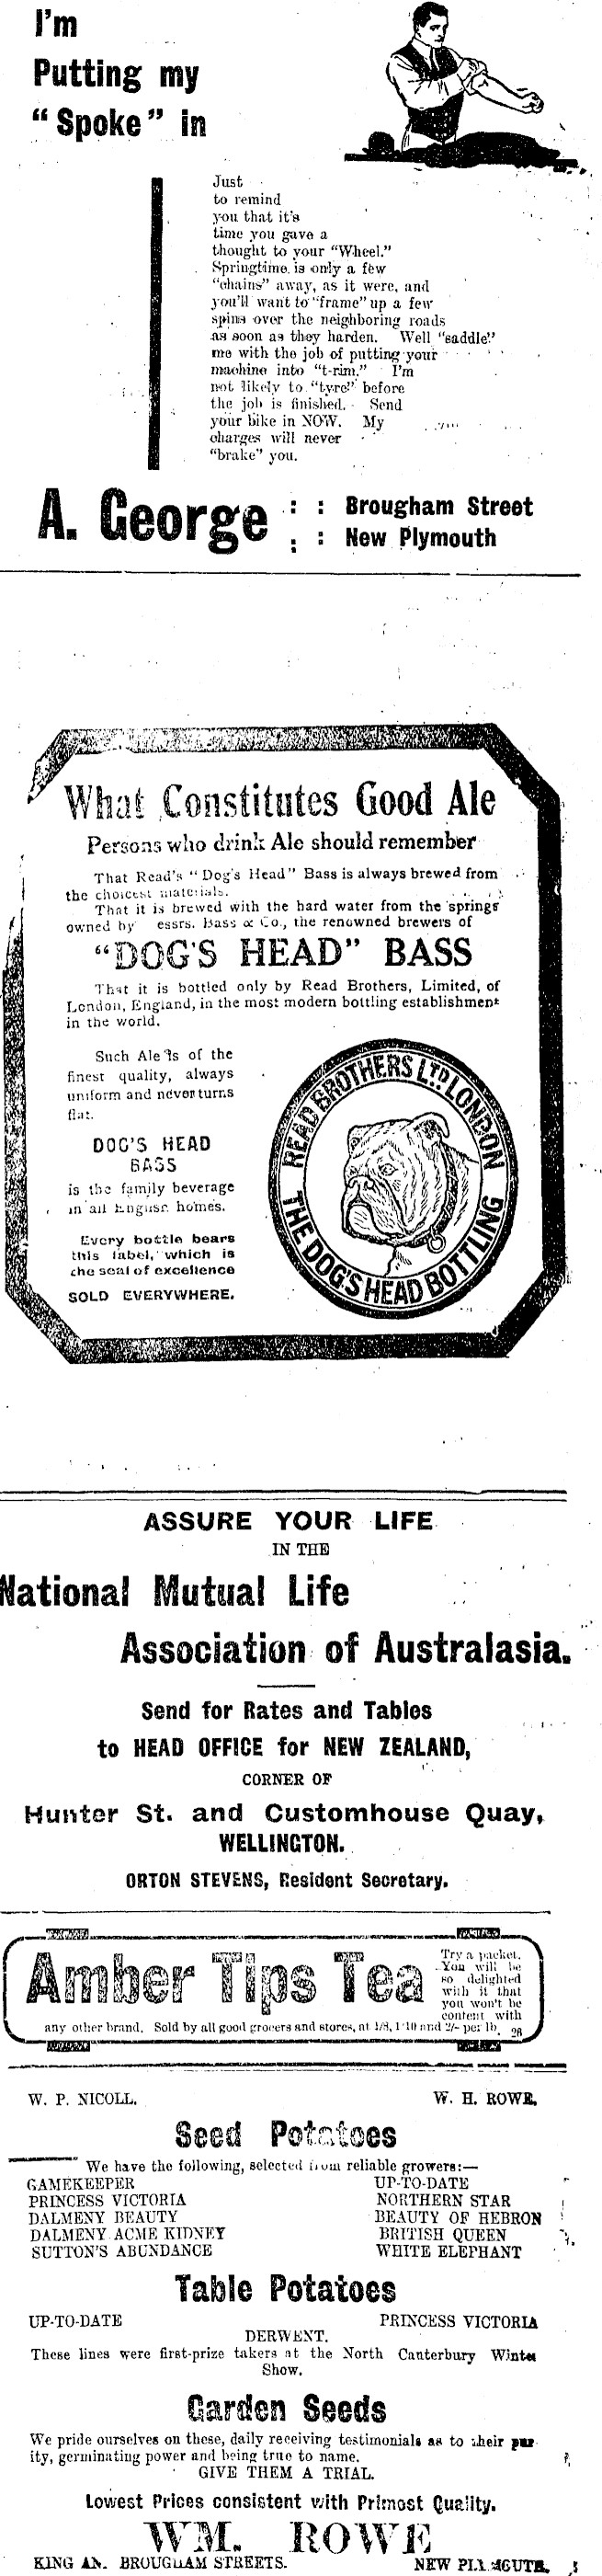 I'm
Putting my
"Spoke" in
Just
to remind
you that it's
time you gave a
thought to your "Wheel."
Springtime is only a few
"chains" away, as it were, and
you'll want to "frame" up a few
spins over the neighboring roads
as soon as they harden. Well "saddle"
me with the job of putting your
machine into "t-rim." I'm
not likely to "tyre" before
the job is finished. Send
your bike in NOW. My
charges will never
"brake" you.
A. George : : Brougham Street
: : New Plymouth
What Constitutes Good Ale
Persons who drink Ale should remember
That Read's "Dog's Head" Bass is always brewed from
the choicest materials.
That it is brewed with the hard water from the springs
owned by essrs. Bass & Co., the renowned brewers of
"DOG'S HEAD" BASS
That it is bottled only by Read Brothers, Limited, of
London, England, in the most modern bottling establishment
in the world.
Such Ale is of the
finest quality, always
uniform and never turns
flat.
DOG'S HEAD
BASS
is the family beverage
in all English homes.
Every bottle bears
this label, which is
the seal of excellence
SOLD EVERYWHERE.
READ BROTHERS LTD LONDON
THE DOG'S HEAD BOTTLING
ASSURE YOUR LIFE
IN THE
National Mutual Life
Association of Australasia.
Send for Rates and Tables
to HEAD OFFICE for NEW ZEALAND,
CORNER OF
Hunter St. and Customhouse Quay,
WELLINGTON.
ORTON STEVENS, Resident Secretary.
Amber Tips Tea
Try a packet.
You will be
so delighted
with it that
you won't be
content with
any other brand. Sold by all good grocers and stores, at 1/8, 1/10 and 2/- per lb. 26
W. P. NICOLL. W. H. ROWE.
Seed Potatoes
We have the following, selected from reliable growers:—
GAMEKEEPER UP-TO-DATE
PRINCESS VICTORIA NORTHERN STAR
DALMENY BEAUTY BEAUTY OF HEBRON
DALMENY ACME KIDNEY BRITISH QUEEN
SUTTON'S ABUNDANCE WHITE ELEPHANT
Table Potatoes
UP-TO-DATE PRINCESS VICTORIA
DERWENT.
These lines were first-prize takers at the North Canterbury Winter
Show.
Garden Seeds
We pride ourselves on these, daily receiving testimonials as to their pur-
ity, germinating power and being true to name.
GIVE THEM A TRIAL.
Lowest Prices consistent with Primest Quality.
WM. ROWE
KING AN. BROUGHAM STREETS. NEW PLYMOUTH.